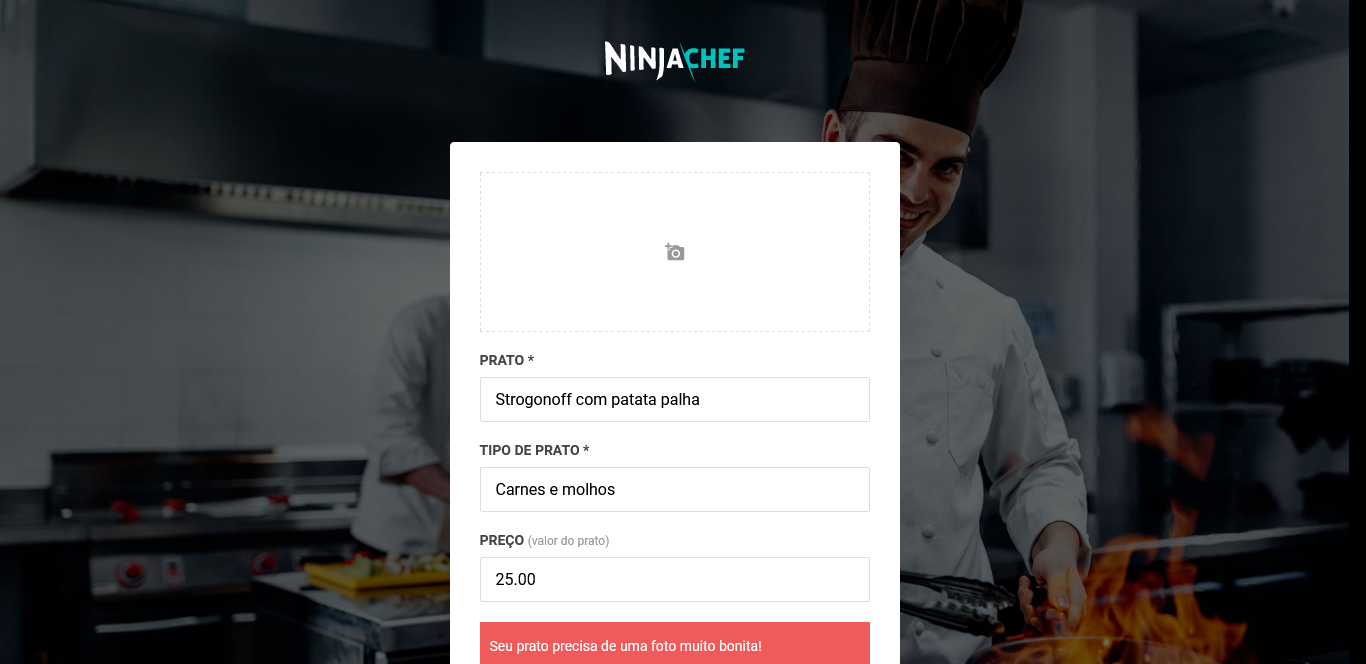 NINJACHEF
PRATO *
Strogonoff com patata palha
TIPO DE PRATO *
Carnes e molhos
PREÇO (valor do prato)
25.00
Seu prato precisa de uma foto muito bonita!